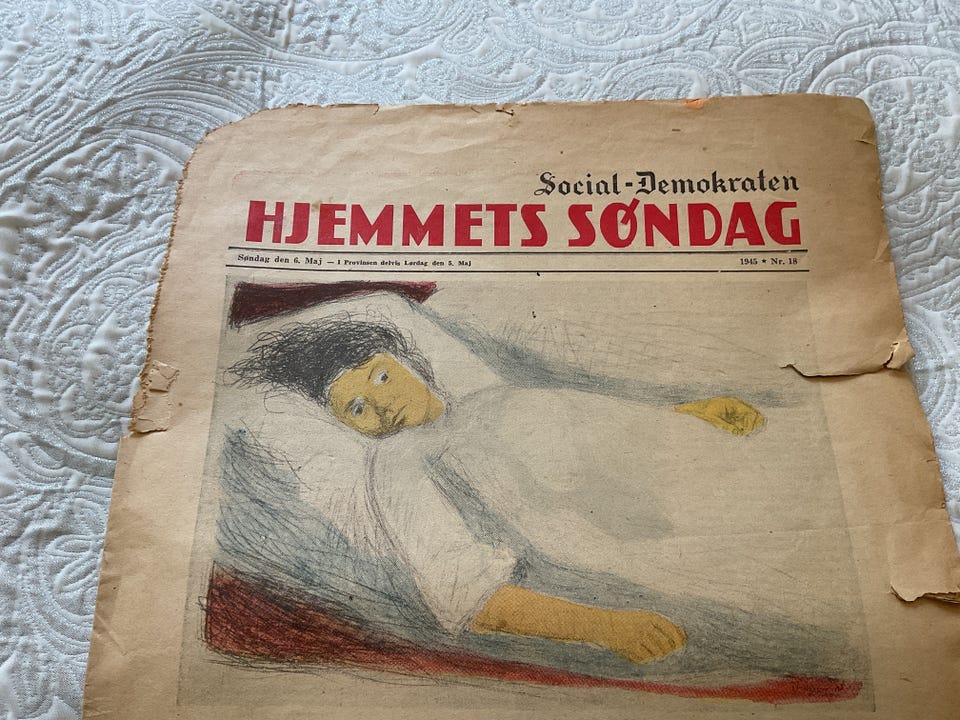 Social-Demokraten
HJEMMETS SØNDAG
Søndag den 6. Maj — I Provinsen delvis Lørdag den 5. Maj 1945 ★ Nr. 18